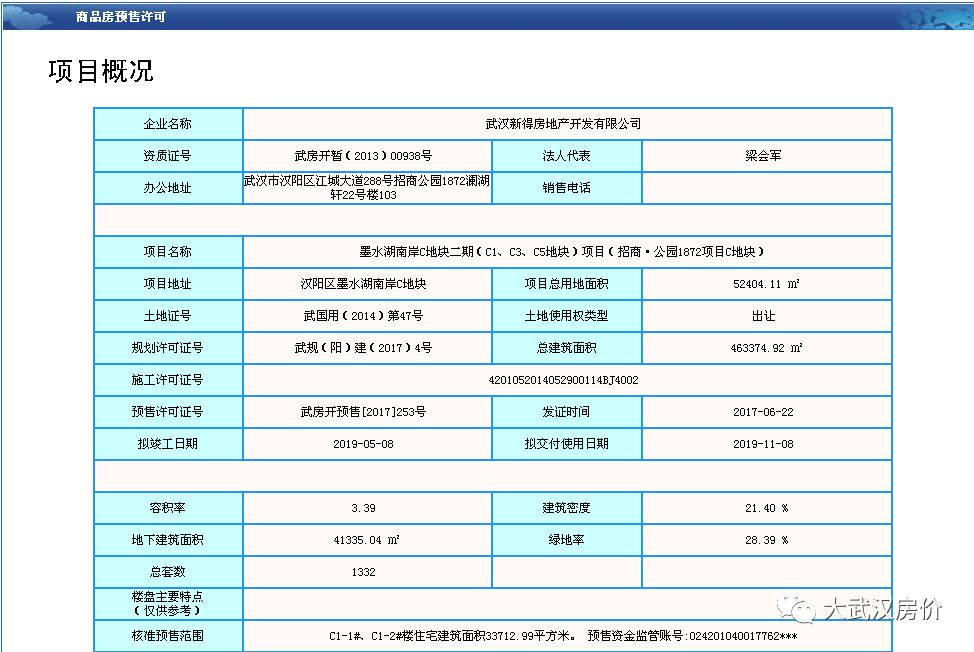 商品房预售许可
项目概况
企业名称 武汉新得房地产开发有限公司
资质证号 武房开暂(2013)00938号 法人代表 梁会军
办公地址 武汉市汉阳区江城大道288号招商公园1872澜湖轩22号楼103 销售电话
项目名称 墨水湖南岸C地块二期(C1、C3、C5地块)项目(招商·公园1872项目C地块)
项目地址 汉阳区墨水湖南岸C地块 项目总用地面积 52404.11 ㎡
土地证号 武国用(2014)第47号 土地使用权类型 出让
规划许可证号 武规(阳)建(2017)4号 总建筑面积 463374.92 ㎡
施工许可证号 4201052014052900114BJ4002
预售许可证号 武房开预售[2017]253号 发证时间 2017-06-22
拟竣工日期 2019-05-08 拟交付使用日期 2019-11-08
容积率 3.39 建筑密度 21.40 %
地下建筑面积 41335.04 ㎡ 绿地率 28.39 %
总套数 1332
楼盘主要特点
(仅供参考)
核准预售范围 C1-1#、C1-2#楼住宅建筑面积33712.99平方米。 预售资金监管账号:024201040017762***
大武汉房价